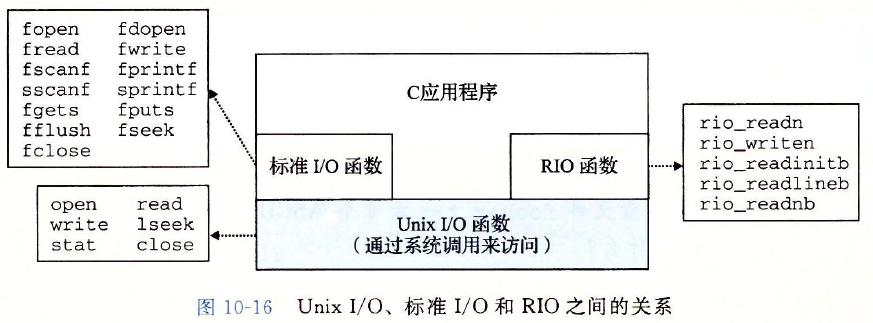 fopen fdopen
fread fwrite
fscanf fprintf
sscanf sprintf
fgets fputs
fflush fseek
fclose
open read
write lseek
stat close
C应用程序
标准 I/O 函数
RIO 函数
Unix I/O 函数
（通过系统调用来访问）
rio_readn
rio_writen
rio_readinitb
rio_readlineb
rio_readnb
图 10-16 Unix I/O、标准 I/O 和 RIO 之间的关系